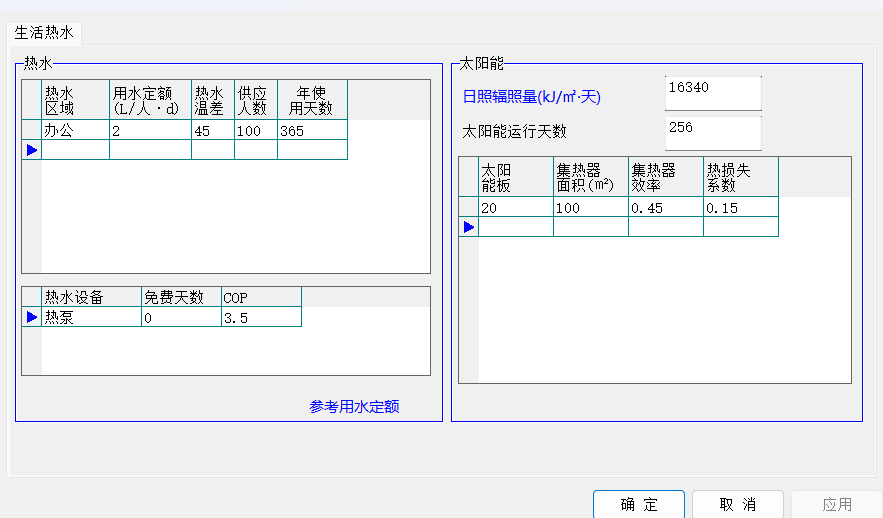 生活热水
热水
热水 用水定额 热水 供应 年使
区域 (L/人·d) 温差 人数 用天数
办公 2 45 100 365
热水设备 免费天数 COP
热泵 0 3.5
参考用水定额
太阳能
日照辐照量(kJ/㎡·天) 16340
太阳能运行天数 256
太阳 集热器 集热器 热损失
能板 面积(m²) 效率 系数
20 100 0.45 0.15
确 定 取 消 应用